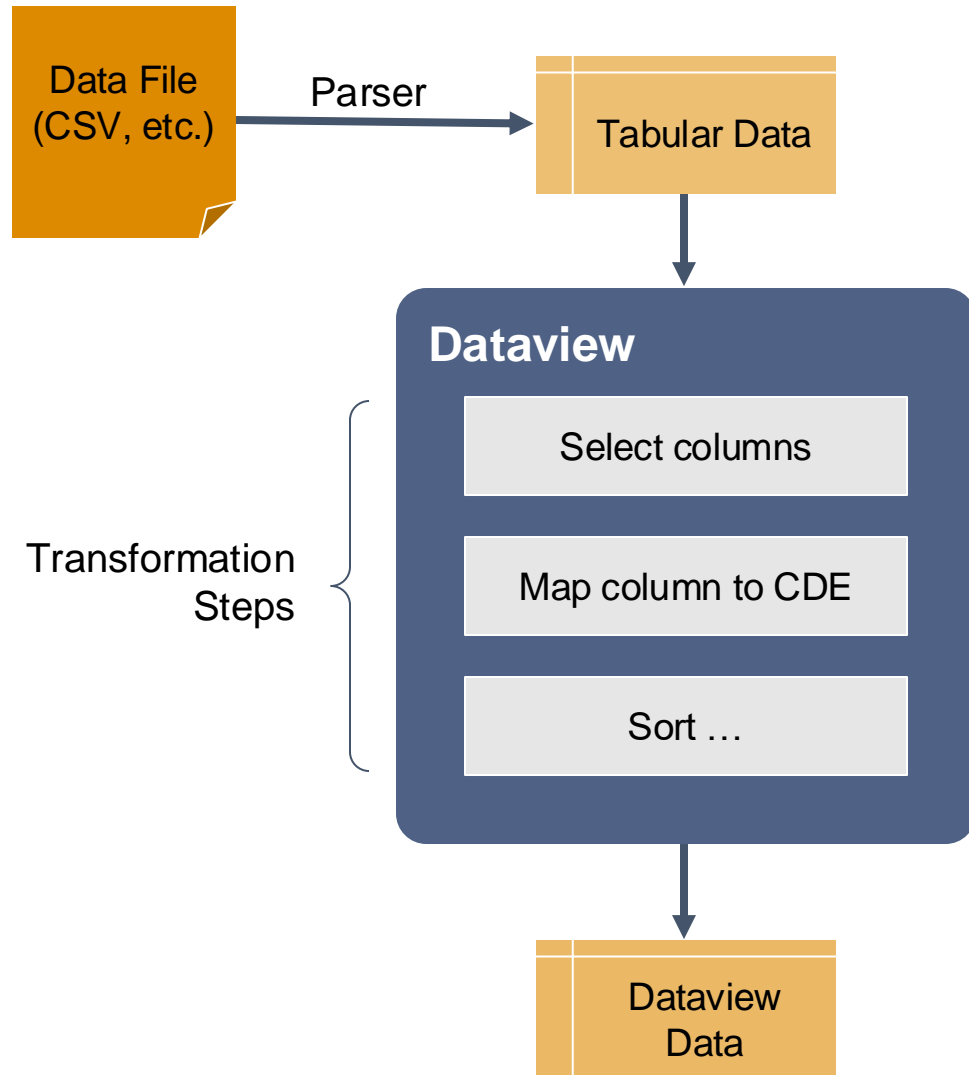 Data File
(CSV, etc.)
Parser
Tabular Data
Dataview
Select columns
Transformation
Steps
Map column to CDE
Sort …
Dataview
Data